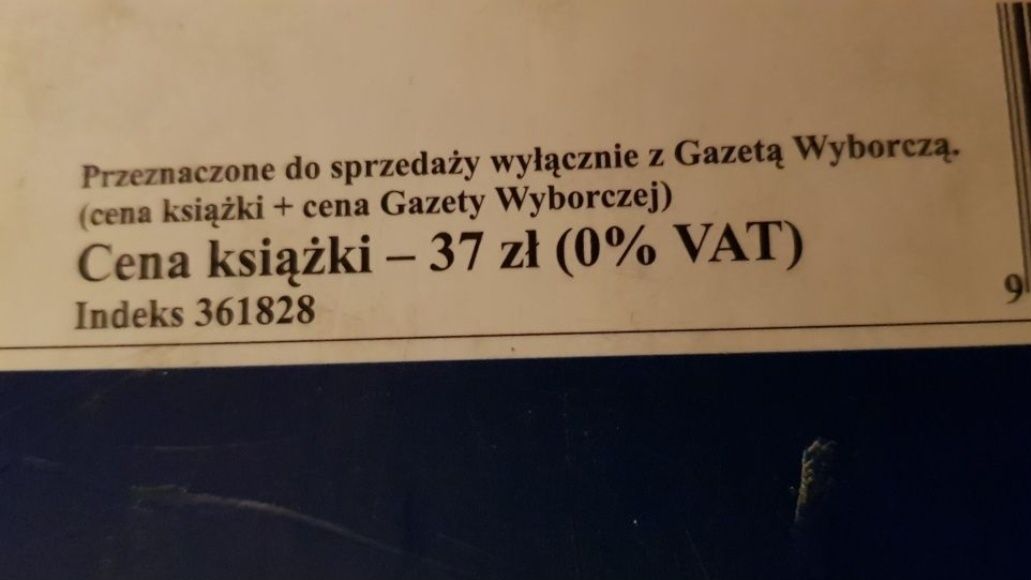 Przeznaczone do sprzedaży wyłącznie z Gazetą Wyborczą.
(cena książki + cena Gazety Wyborczej)
Cena książki – 37 zł (0% VAT)
Indeks 361828
9